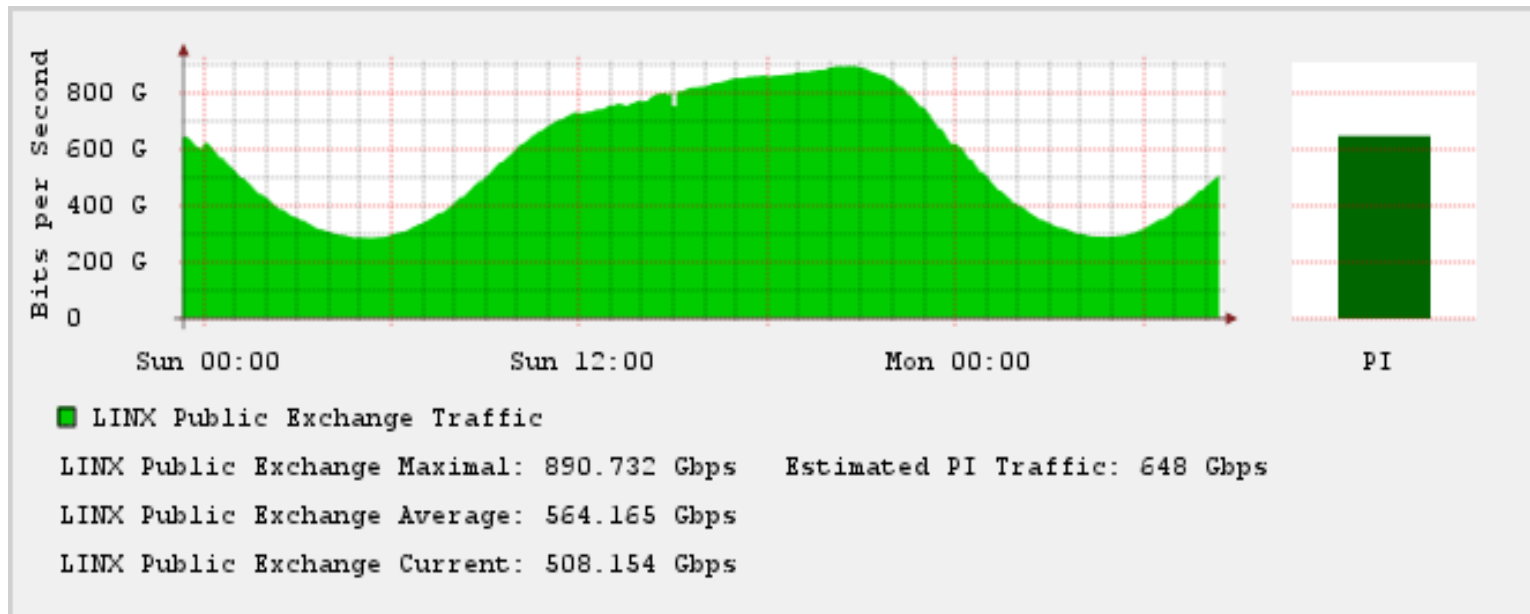 Bits per Second
800 G
600 G
400 G
200 G
0
Sun 00:00 Sun 12:00 Mon 00:00 PI
LINX Public Exchange Traffic
LINX Public Exchange Maximal: 890.732 Gbps Estimated PI Traffic: 648 Gbps
LINX Public Exchange Average: 564.165 Gbps
LINX Public Exchange Current: 508.154 Gbps